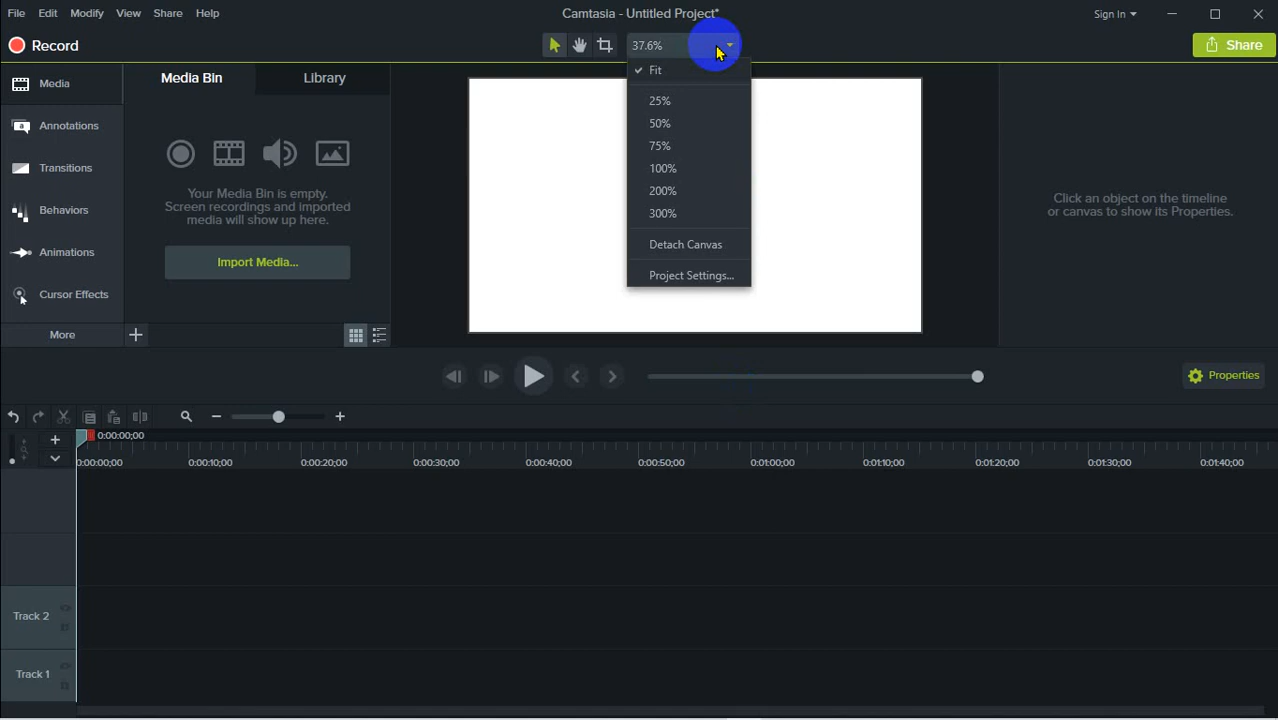 File Edit Modify View Share Help
Camtasia - Untitled Project*
Sign In
Record
37.6%
Share
Media
Media Bin
Library
Fit
Annotations
25%
50%
Transitions
75%
100%
Your Media Bin is empty.
Screen recordings and imported
media will show up here.
200%
Click an object on the timeline
or canvas to show its Properties.
Behaviors
300%
Animations
Import Media...
Detach Canvas
Cursor Effects
Project Settings...
More
Properties
0:00:00;00
0:00:00;00 0:00:10;00 0:00:20;00 0:00:30;00 0:00:40;00 0:00:50;00 0:01:00;00 0:01:10;00 0:01:20;00 0:01:30;00 0:01:40;00
Track 2
Track 1